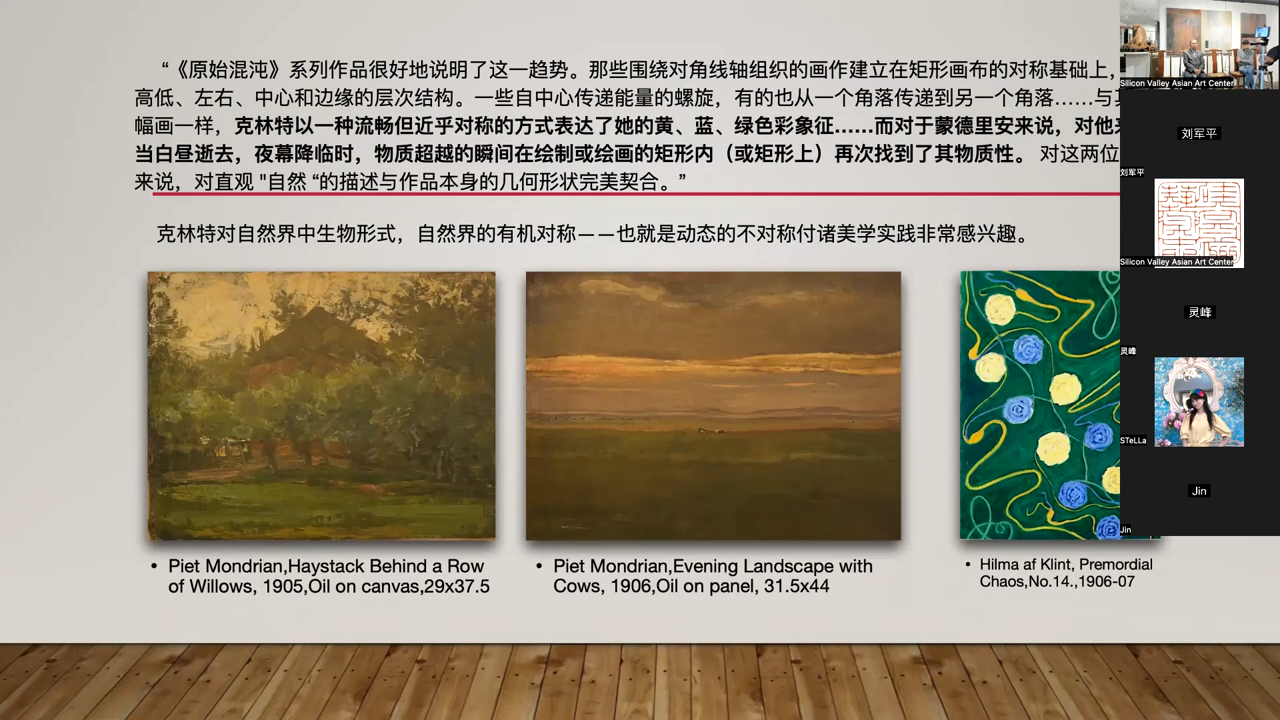 “《原始混沌》系列作品很好地说明了这一趋势。那些围绕对角线轴组织的画作建立在矩形画布的对称基础上，
高低、左右、中心和边缘的层次结构。一些自中心传递能量的螺旋，有的也从一个角落传递到另一个角落……与
幅画一样，克林特以一种流畅但近乎对称的方式表达了她的黄、蓝、绿色彩象征……而对于蒙德里安来说，对他
当白昼逝去，夜幕降临时，物质超越的瞬间在绘制或绘画的矩形内（或矩形上）再次找到了其物质性。 对这两位
来说，对直观 "自然 “的描述与作品本身的几何形状完美契合。”
克林特对自然界中生物形式，自然界的有机对称——也就是动态的不对称付诸美学实践非常感兴趣。
• Piet Mondrian,Haystack Behind a Row
of Willows, 1905,Oil on canvas,29x37.5
• Piet Mondrian,Evening Landscape with
Cows, 1906,Oil on panel, 31.5x44
• Hilma af Klint, Premordial
Chaos,No.14.,1906-07
Silicon Valley Asian Art Center
刘军平
刘军平
Silicon Valley Asian Art Center
灵峰
灵峰
STeLLa
Jin
Jin